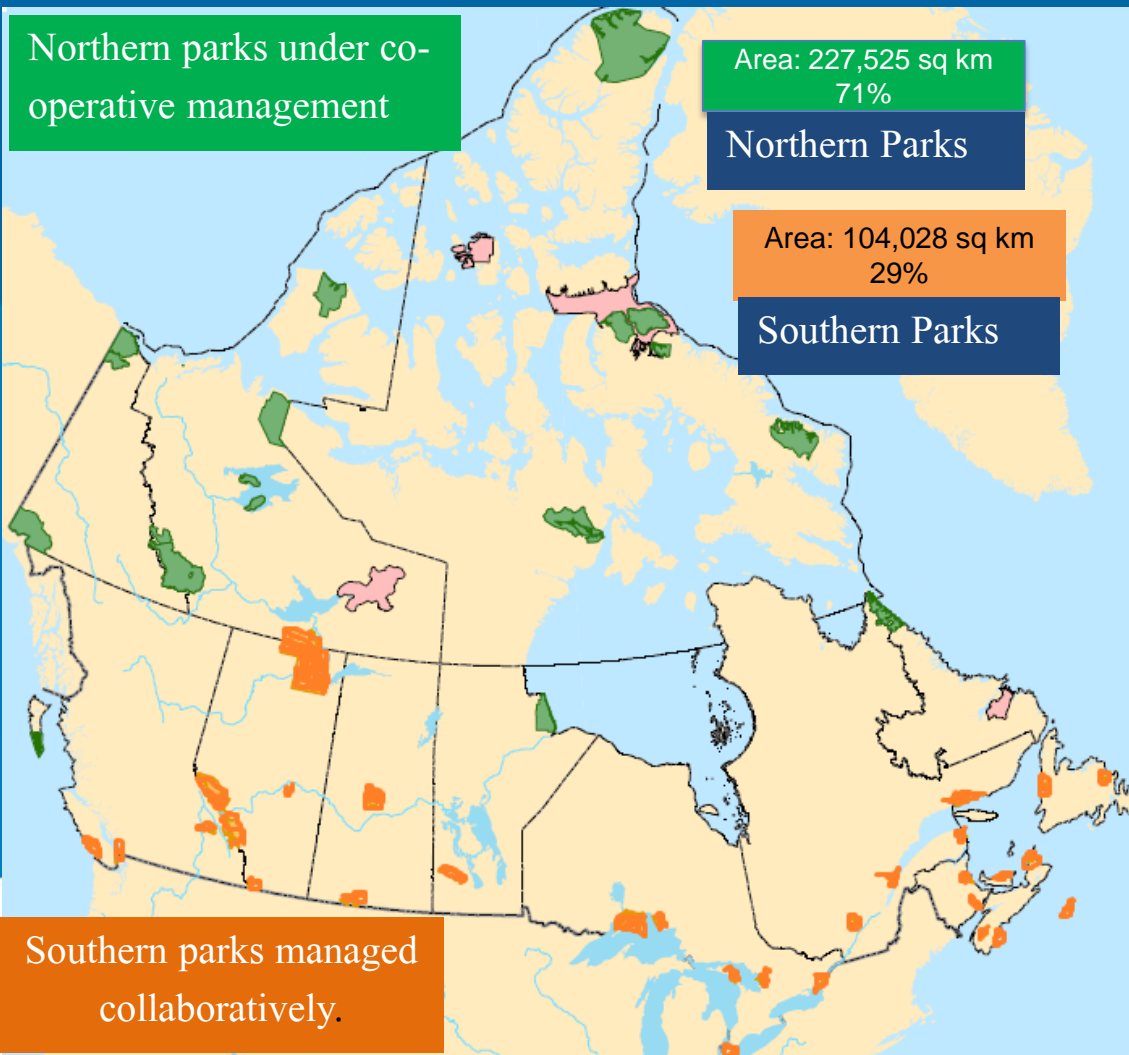 Northern parks under co-
operative management
Area: 227,525 sq km
71%
Northern Parks
Area: 104,028 sq km
29%
Southern Parks
Southern parks managed
collaboratively.